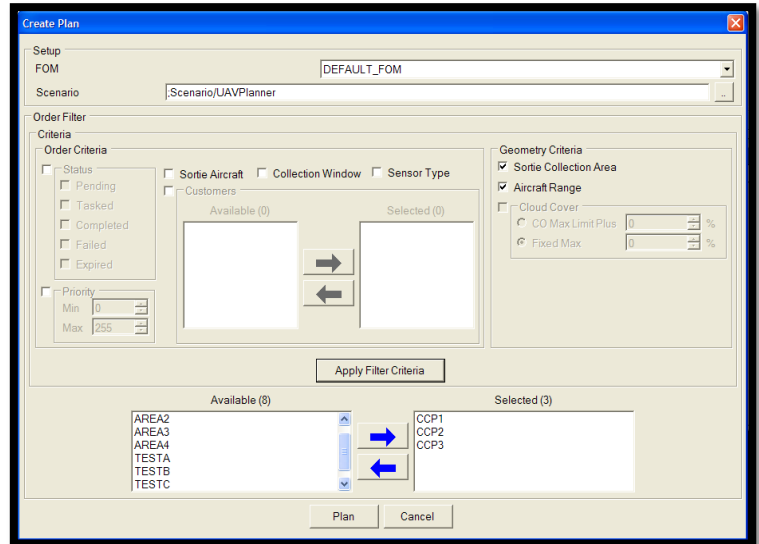 Create Plan
Setup
FOM
DEFAULT_FOM
Scenario
;Scenario/UAVPlanner
..
Order Filter
Criteria
Order Criteria
Status
Pending
Tasked
Completed
Failed
Expired
Priority
Min 0
Max 255
Sortie Aircraft Collection Window Sensor Type
Customers
Available (0) Selected (0)
Geometry Criteria
Sortie Collection Area
Aircraft Range
Cloud Cover
CO Max Limit Plus 0 %
Fixed Max 0 %
Apply Filter Criteria
Available (8)
AREA2
AREA3
AREA4
TESTA
TESTB
TESTC
Selected (3)
CCP1
CCP2
CCP3
Plan Cancel